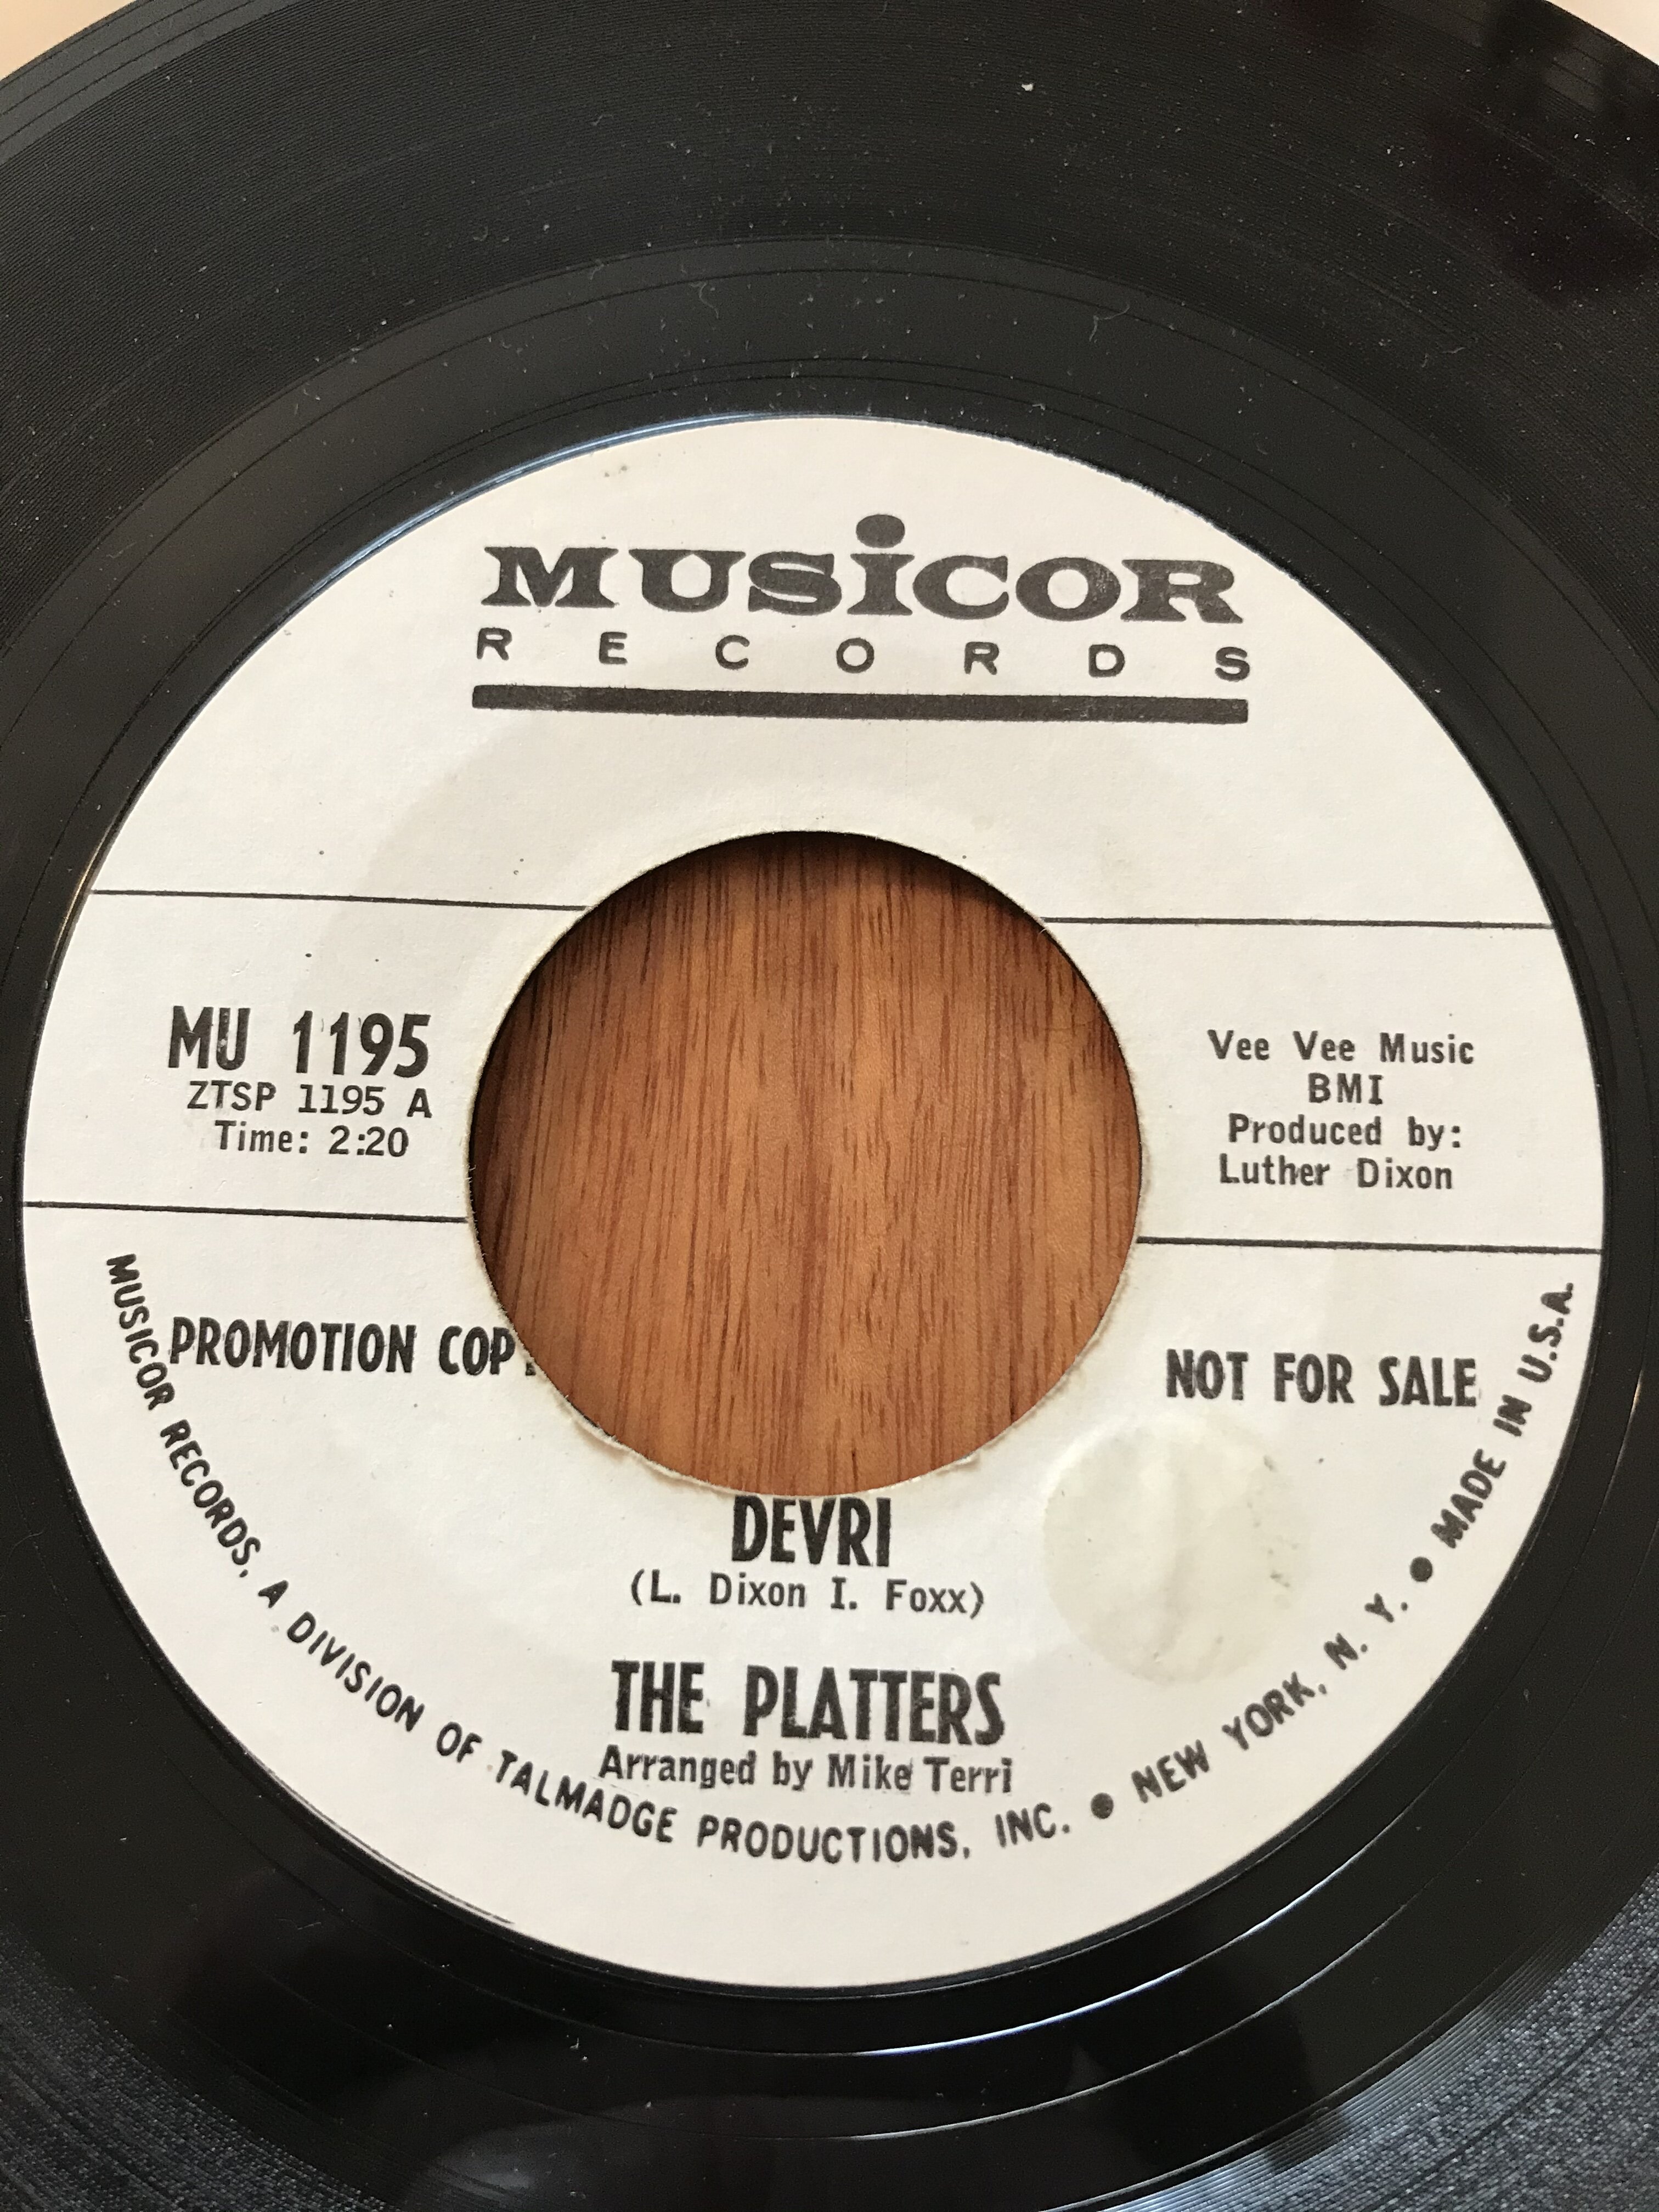 MUSiCOR
RECORDS
MU 1195
ZTSP 1195 A
Time: 2:20
Vee Vee Music
BMI
Produced by:
Luther Dixon
PROMOTION COP
NOT FOR SALE
DEVRI
(L. Dixon I. Foxx)
THE PLATTERS
Arranged by Mike Terri
MUSICOR RECORDS, A DIVISION OF TALMADGE PRODUCTIONS, INC. ● NEW YORK, N. Y. ● MADE IN U.S.A.